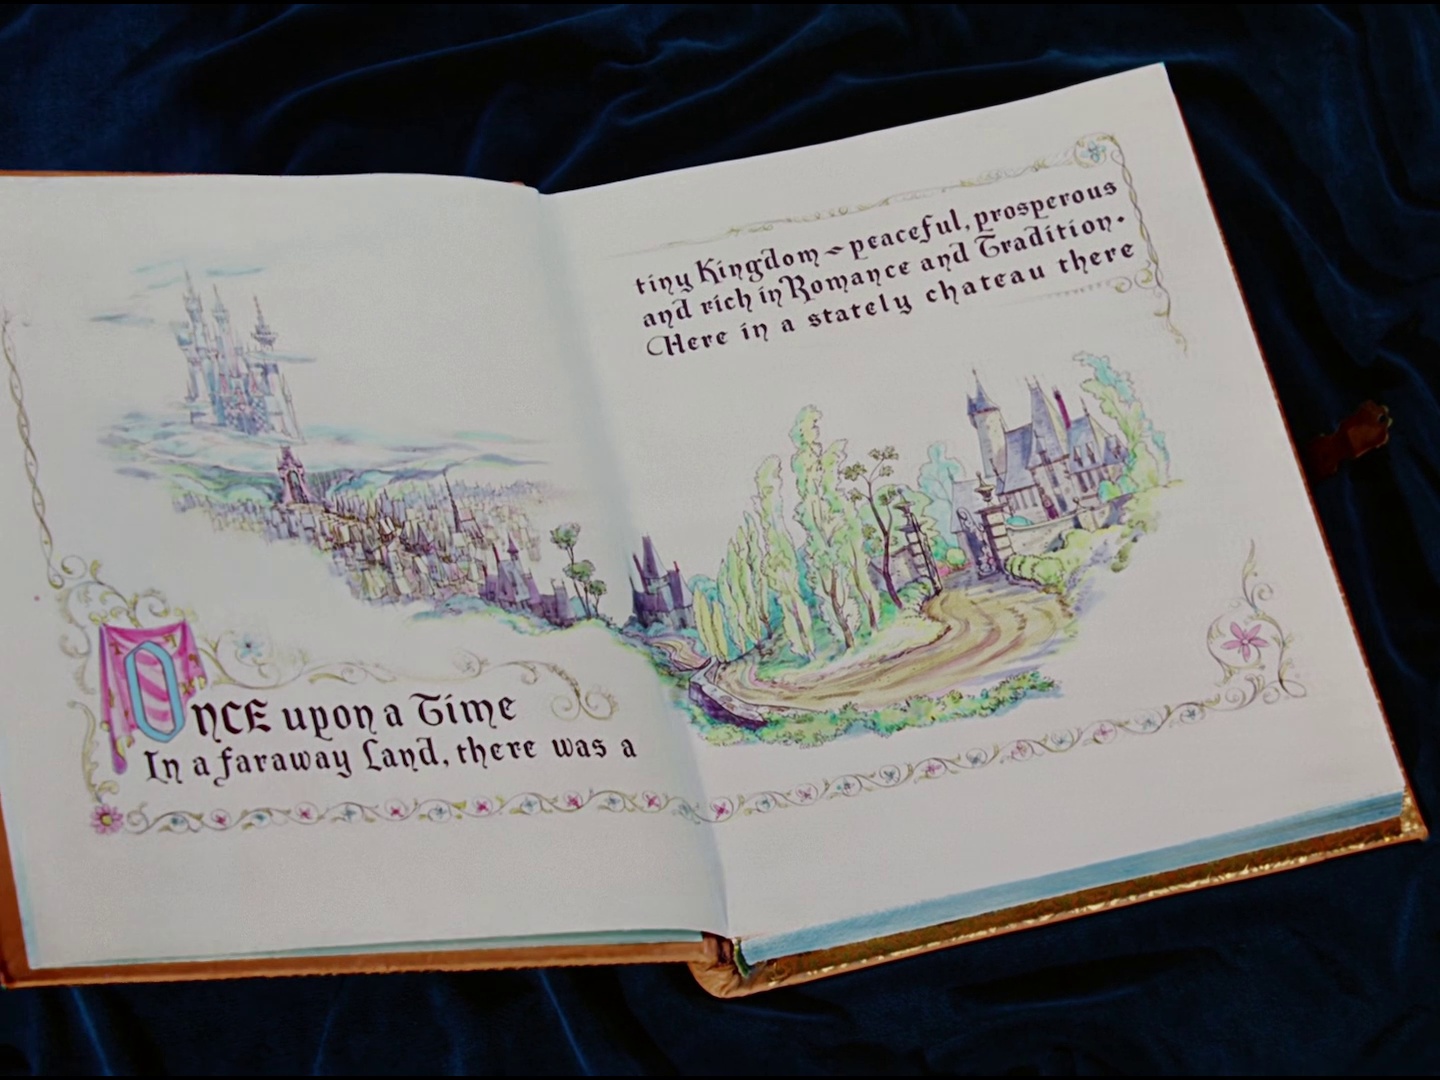 ONCE upon a Time
In a faraway Land, there was a
tiny Kingdom - peaceful, prosperous
and rich in Romance and Tradition.
Here in a stately chateau there